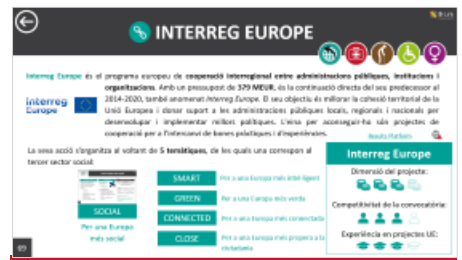 INTERREG EUROPE
Interreg Europe és el programa europeu de cooperació interregional entre administracions públiques, institucions i
organitzacions. Amb un pressupost de 379 MEUR, és la continuació directa del seu predecessor al
2014-2020, també anomenat Interreg Europe. El seu objectiu és millorar la cohesió territorial de la
Unió Europea i donar suport a les administracions públiques locals, regionals i nacionals per
desenvolupar i implementar millors polítiques. L'eina per aconseguir-ho són projectes de
cooperació per a l'intercanvi de bones pràctiques i d'experiències.
Interreg
Europe
Results Platform
La seva acció s'organitza al voltant de 5 temàtiques, de les quals una correspon al
tercer sector social:
SOCIAL
Per una Europa
més social
SMART
Per a una Europa més intel·ligent
GREEN
Per a una Europa més verda
CONNECTED
Per a una Europa més connectada
CLOSE
Per a una Europa més propera a la
ciutadania
Interreg Europe
Dimensió del projecte:
Competitivitat de la convocatòria:
Experiència en projectes UE:
69